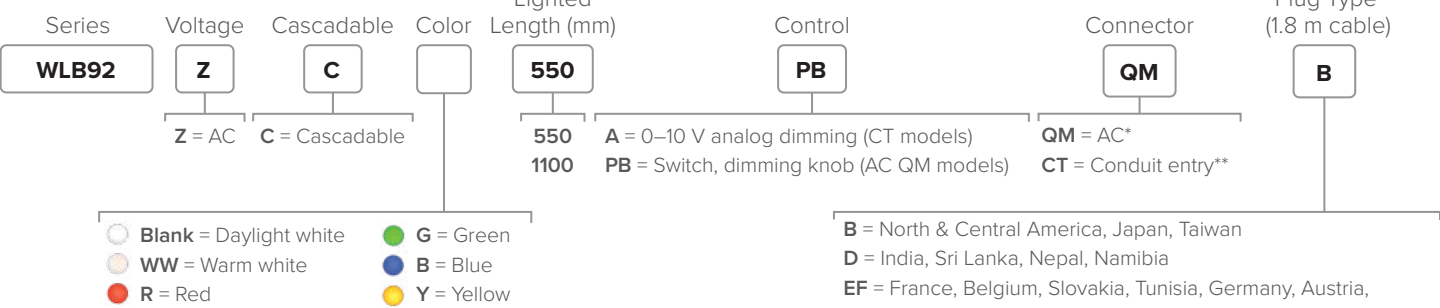 Lighted Plug Type
Series Voltage Cascadable Color Length (mm) Control Connector (1.8 m cable)
WLB92 Z C 550 PB QM B
Z = AC C = Cascadable 550 A = 0–10 V analog dimming (CT models) QM = AC*
1100 PB = Switch, dimming knob (AC QM models) CT = Conduit entry**
Blank = Daylight white G = Green B = North & Central America, Japan, Taiwan
WW = Warm white B = Blue D = India, Sri Lanka, Nepal, Namibia
R = Red Y = Yellow EF = France, Belgium, Slovakia, Tunisia, Germany, Austria,